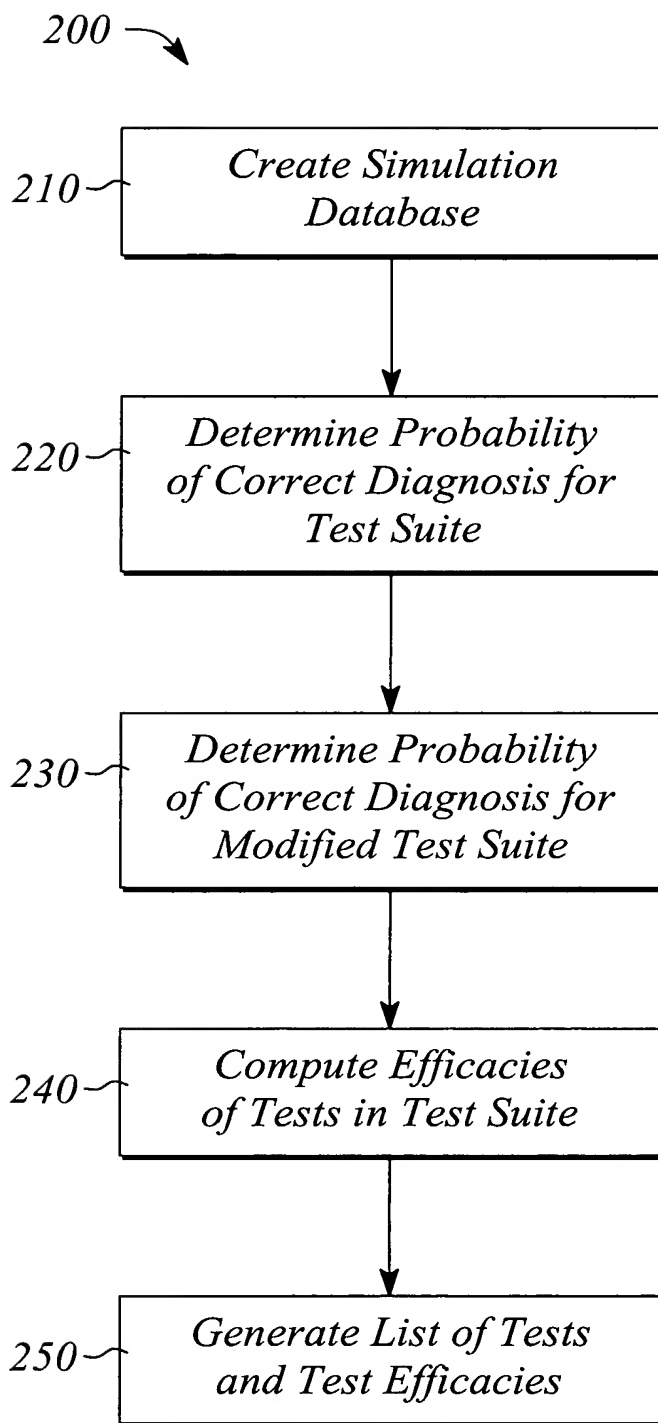 200
210
Create Simulation
Database
220
Determine Probability
of Correct Diagnosis for
Test Suite
230
Determine Probability
of Correct Diagnosis for
Modified Test Suite
240
Compute Efficacies
of Tests in Test Suite
250
Generate List of Tests
and Test Efficacies